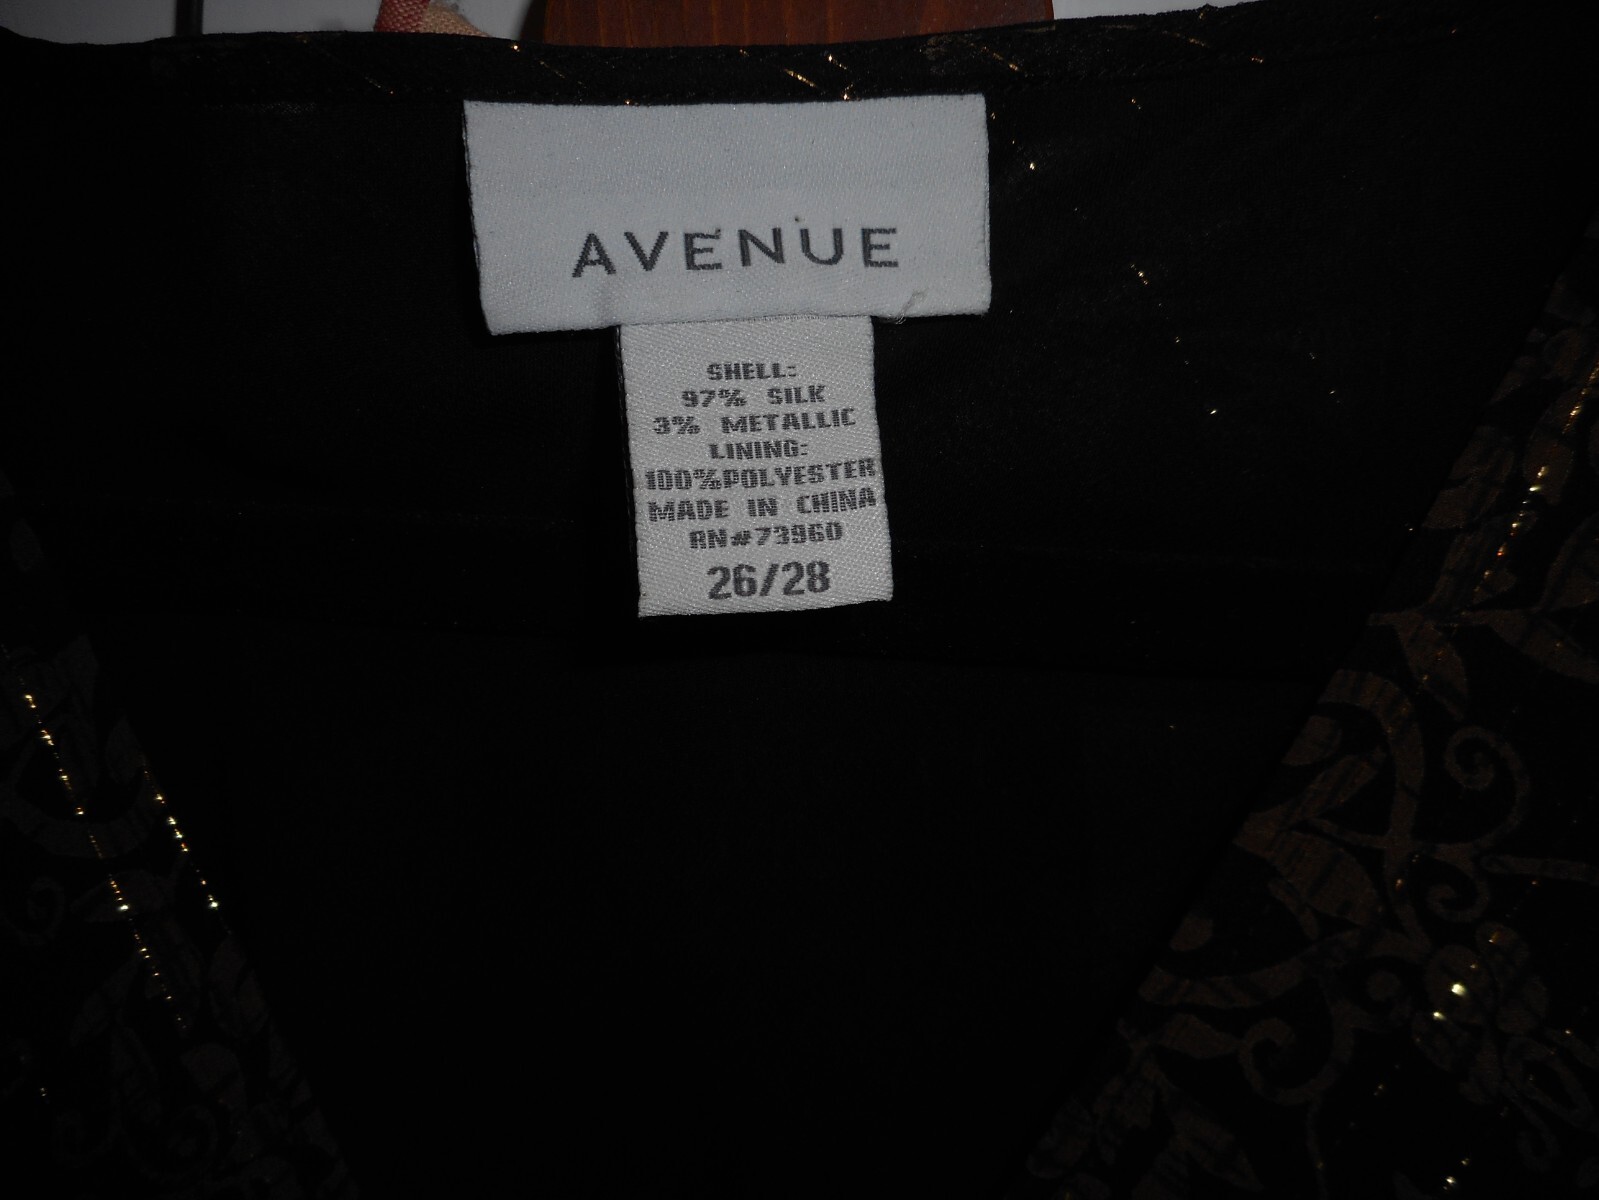 AVENUE
SHELL:
97% SILK
3% METALLIC
LINING:
100%POLYESTER
MADE IN CHINA
RN#73960
26/28